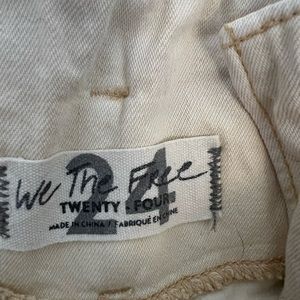 24
We The Free
TWENTY - FOUR
MADE IN CHINA / FABRIQUÉ EN CHINE